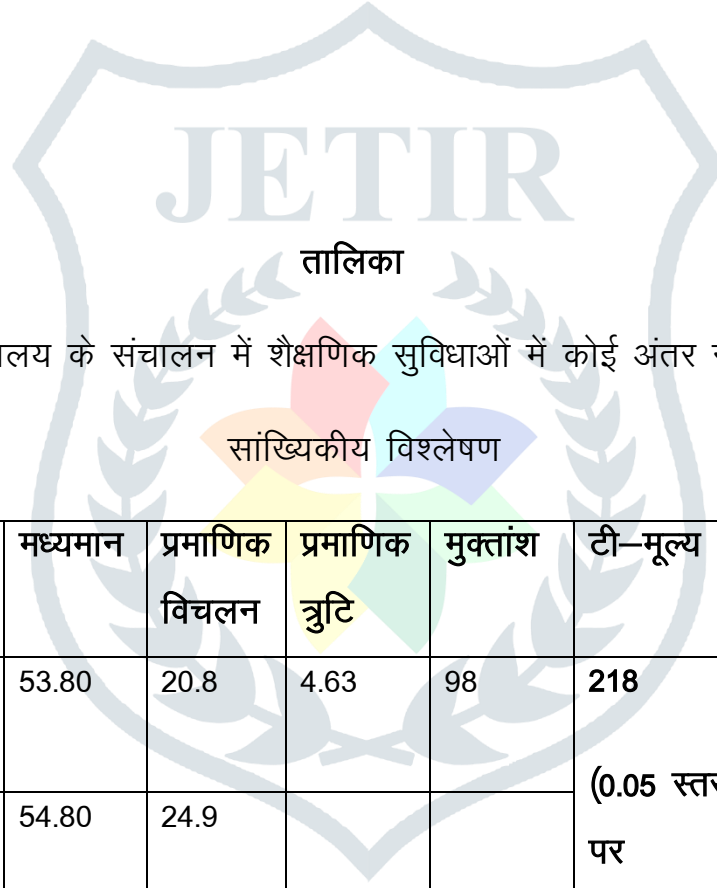 JETIR
तालिका
के संचालन में शैक्षणिक सुविधाओं में कोई अंतर
सांख्यिकीय विश्लेषण
मध्यमान प्रमाणिक विचलन प्रमाणिक त्रुटि मुक्तांश टी–मूल्य
53.80 20.8 4.63 98 218
(0.05 स्तर पर
54.80 24.9